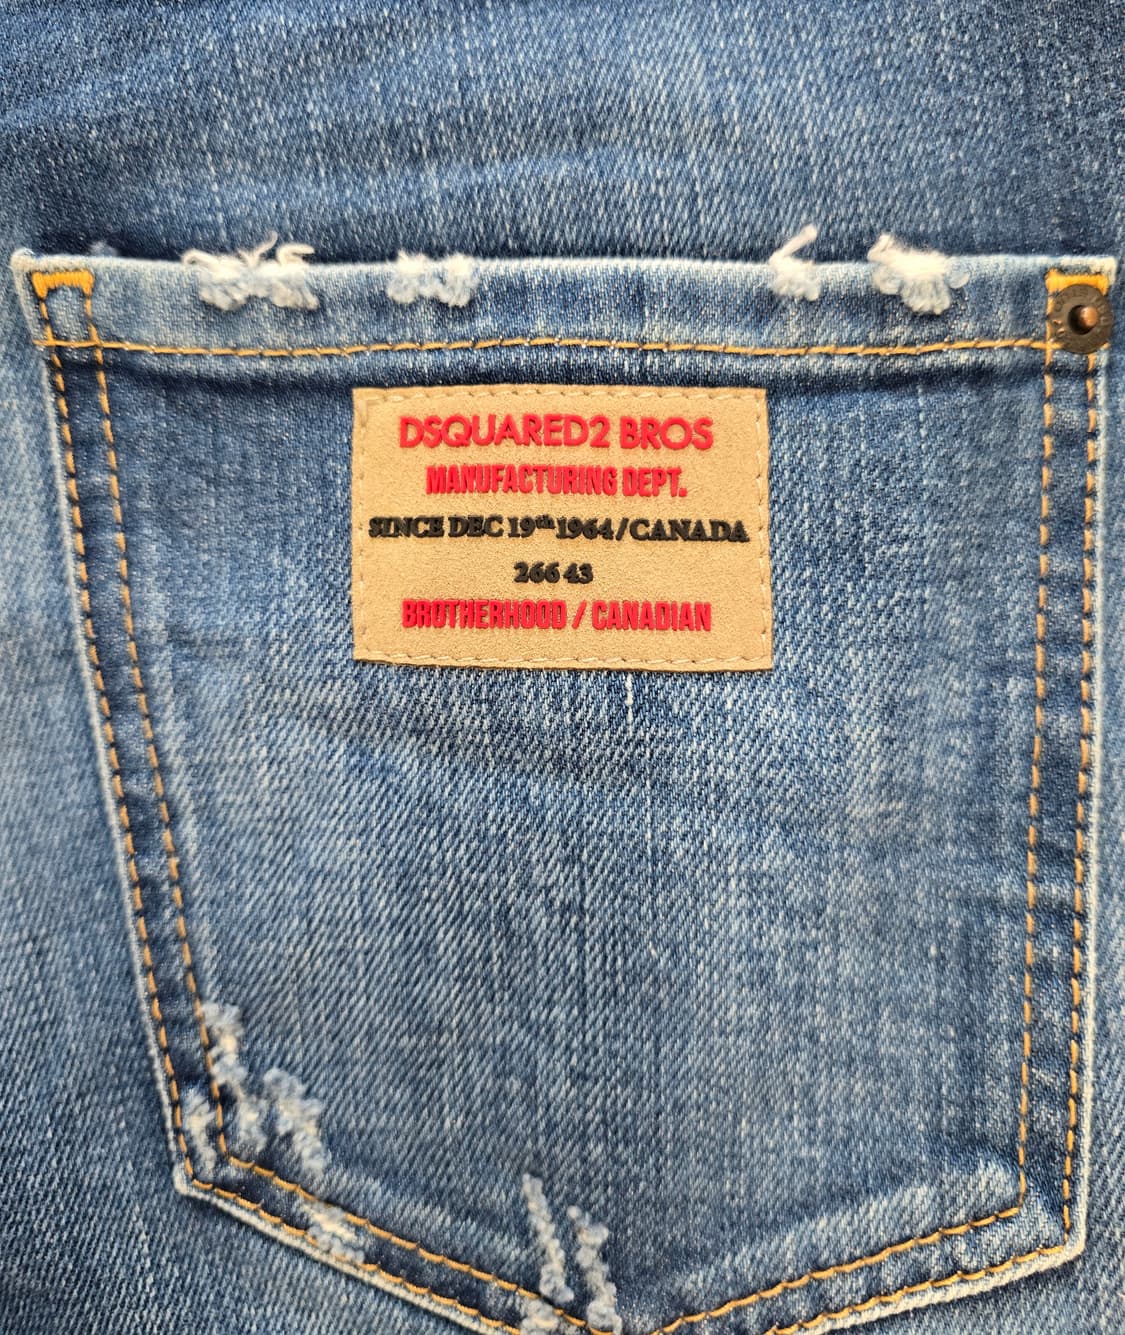 DSQUARED2 BROS
MANUFACTURING DEPT.
SINCE DEC 19th 1964/CANADA
266 43
BROTHERHOOD / CANADIAN